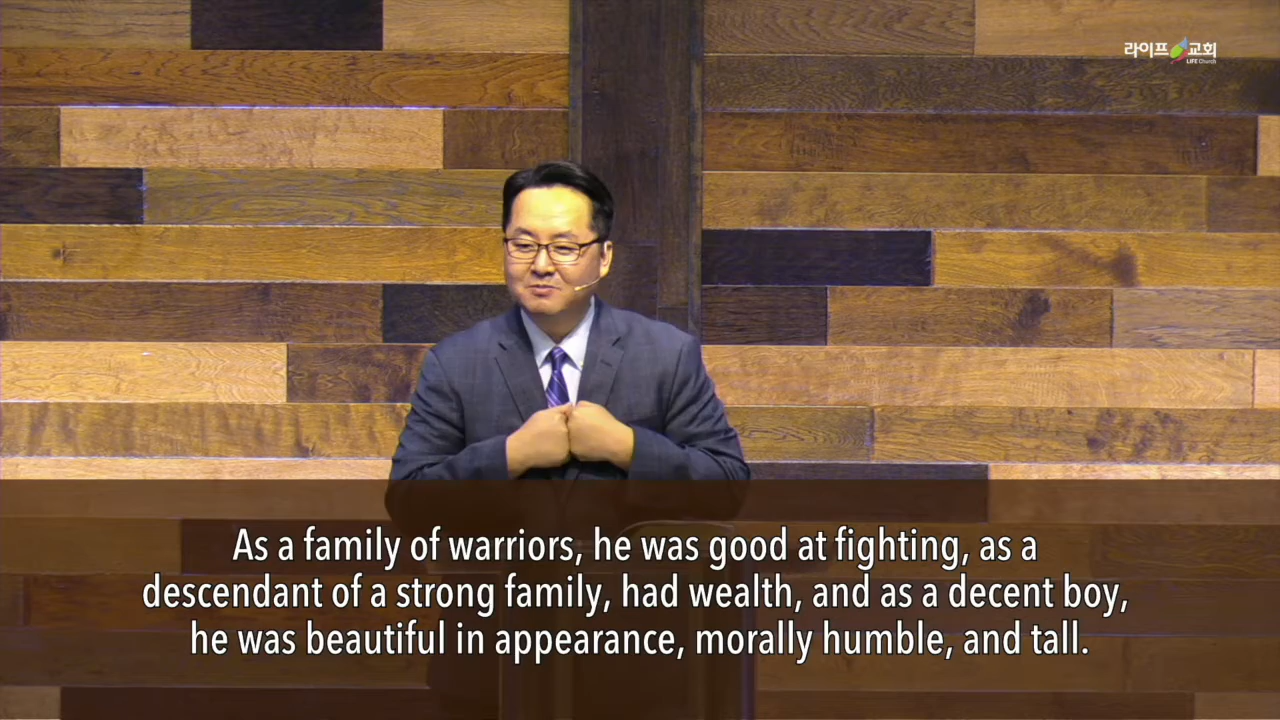 라이프교회
LIFE Church
As a family of warriors, he was good at fighting, as a
descendant of a strong family, had wealth, and as a decent boy,
he was beautiful in appearance, morally humble, and tall.